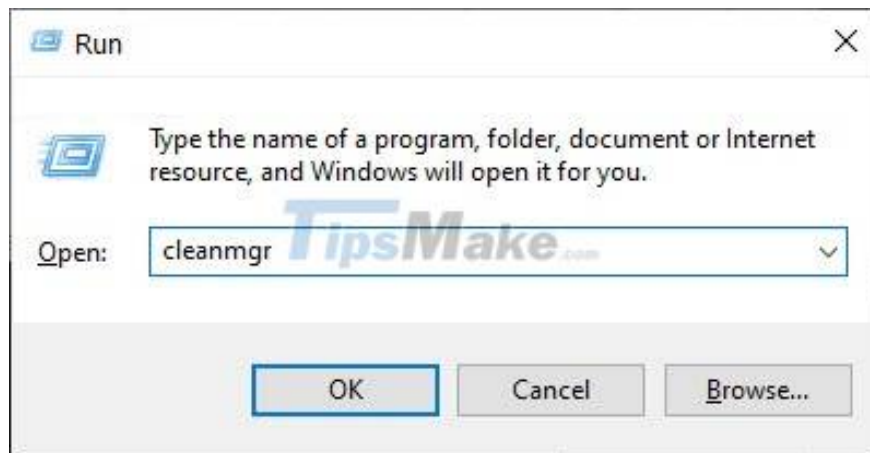 Run
Type the name of a program, folder, document or Internet
resource, and Windows will open it for you.
Open: cleanmgr
TipsMake.com
OK Cancel Browse...